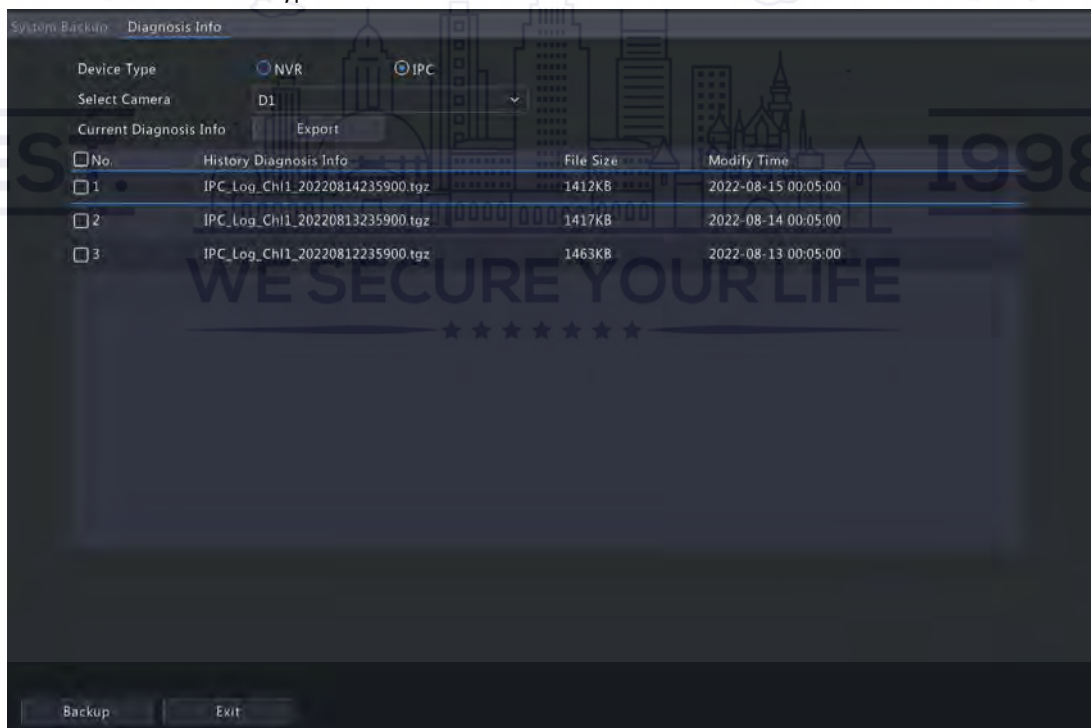 System Backup Diagnosis Info
Device Type NVR IPC
Select Camera D1
Current Diagnosis Info Export
No. History Diagnosis Info File Size Modify Time
1 IPC_Log_Chl1_20220814235900.tgz 1412KB 2022-08-15 00:05:00
2 IPC_Log_Chl1_20220813235900.tgz 1417KB 2022-08-14 00:05:00
3 IPC_Log_Chl1_20220812235900.tgz 1463KB 2022-08-13 00:05:00
EST. 1998
WE SECURE YOUR LIFE
Backup Exit